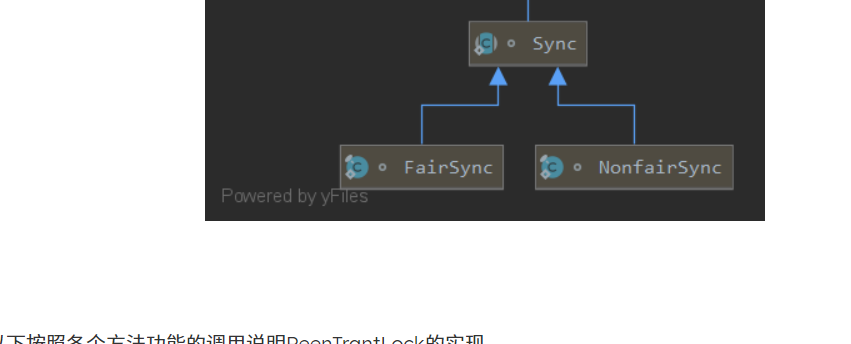 Sync
FairSync
NonfairSync
Powered by yFiles
以下按照各个方法功能的调用说明ReenTrantLock的实现